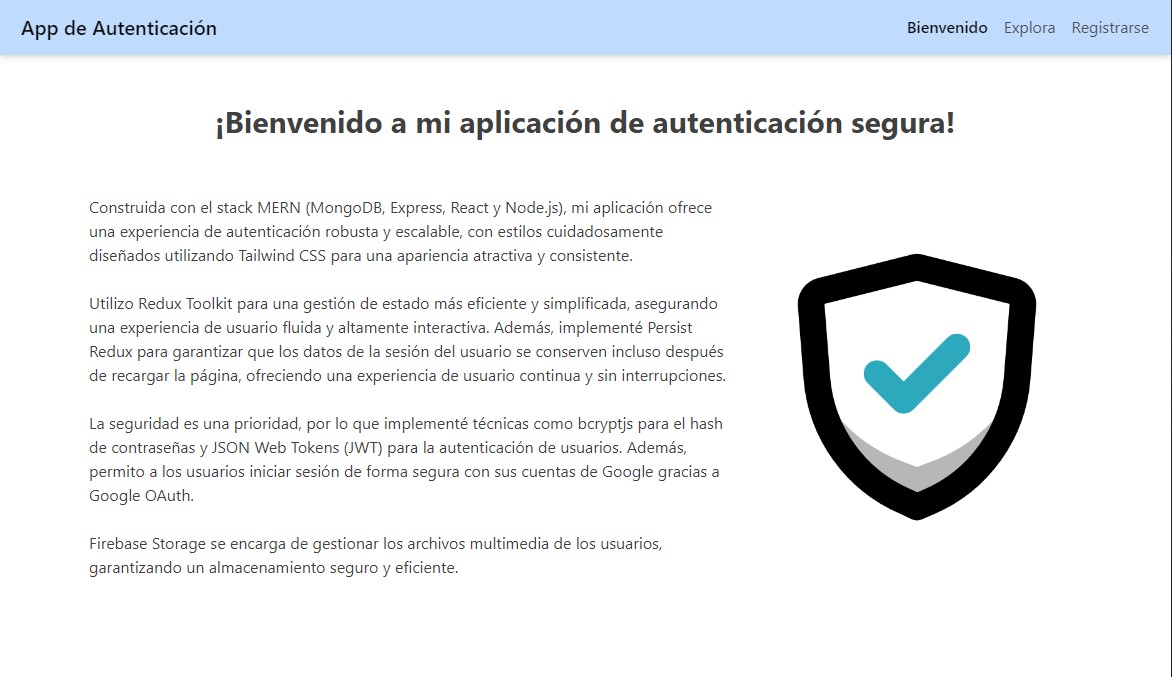 App de Autenticación
Bienvenido Explora Registrarse
¡Bienvenido a mi aplicación de autenticación segura!
Construida con el stack MERN (MongoDB, Express, React y Node.js), mi aplicación ofrece
una experiencia de autenticación robusta y escalable, con estilos cuidadosamente
diseñados utilizando Tailwind CSS para una apariencia atractiva y consistente.
Utilizo Redux Toolkit para una gestión de estado más eficiente y simplificada, asegurando
una experiencia de usuario fluida y altamente interactiva. Además, implementé Persist
Redux para garantizar que los datos de la sesión del usuario se conserven incluso después
de recargar la página, ofreciendo una experiencia de usuario continua y sin interrupciones.
La seguridad es una prioridad, por lo que implementé técnicas como bcryptjs para el hash
de contraseñas y JSON Web Tokens (JWT) para la autenticación de usuarios. Además,
permito a los usuarios iniciar sesión de forma segura con sus cuentas de Google gracias a
Google OAuth.
Firebase Storage se encarga de gestionar los archivos multimedia de los usuarios,
garantizando un almacenamiento seguro y eficiente.